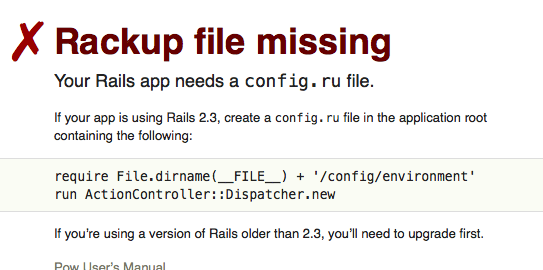 ✗ Rackup file missing
Your Rails app needs a config.ru file.
If your app is using Rails 2.3, create a config.ru file in the application root
containing the following:
require File.dirname(__FILE__) + '/config/environment'
run ActionController::Dispatcher.new
If you’re using a version of Rails older than 2.3, you’ll need to upgrade first.
Pow User’s Manual